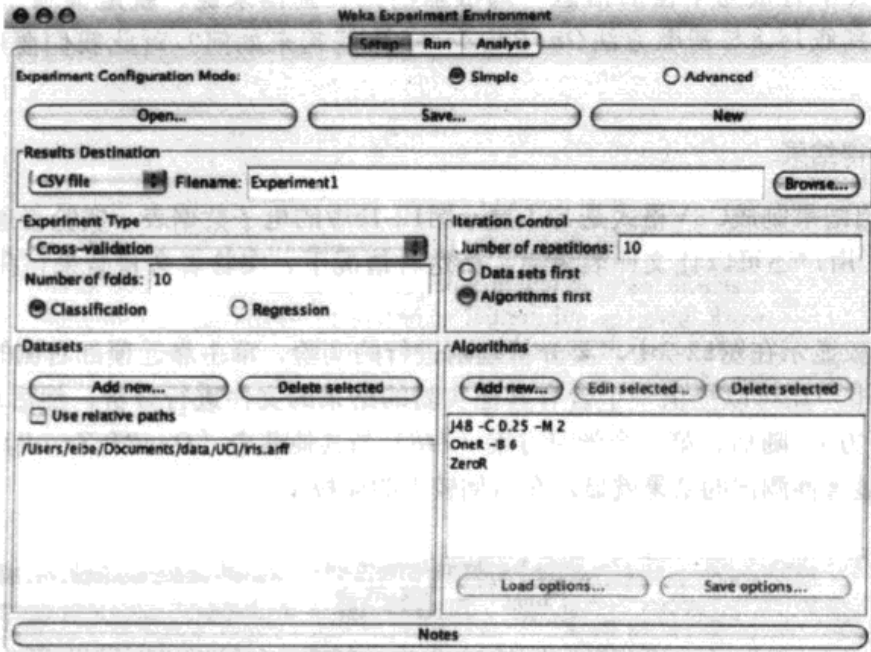 Weka Experiment Environment
Setup Run Analyse
Experiment Configuration Mode: Simple Advanced
Open... Save... New
Results Destination
CSV file Filename: Experiment1 Browse...
Experiment Type
Cross-validation
Number of folds: 10
Classification Regression
Iteration Control
Jumber of repetitions: 10
Data sets first
Algorithms first
Datasets
Add new... Delete selected
Use relative paths
/Users/eibe/Documents/data/UCI/iris.arff
Algorithms
Add new... Edit selected... Delete selected
J48 -C 0.25 -M 2
OneR -B 6
ZeroR
Load options... Save options...
Notes